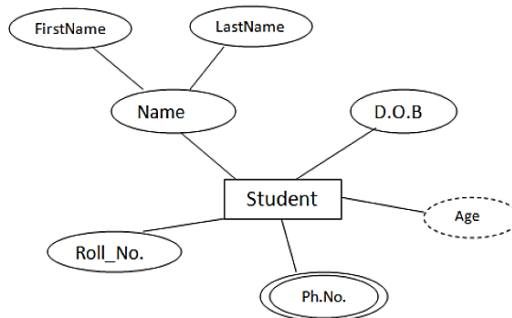 FirstName
LastName
Name
D.O.B
Student
Age
Roll_No.
Ph.No.